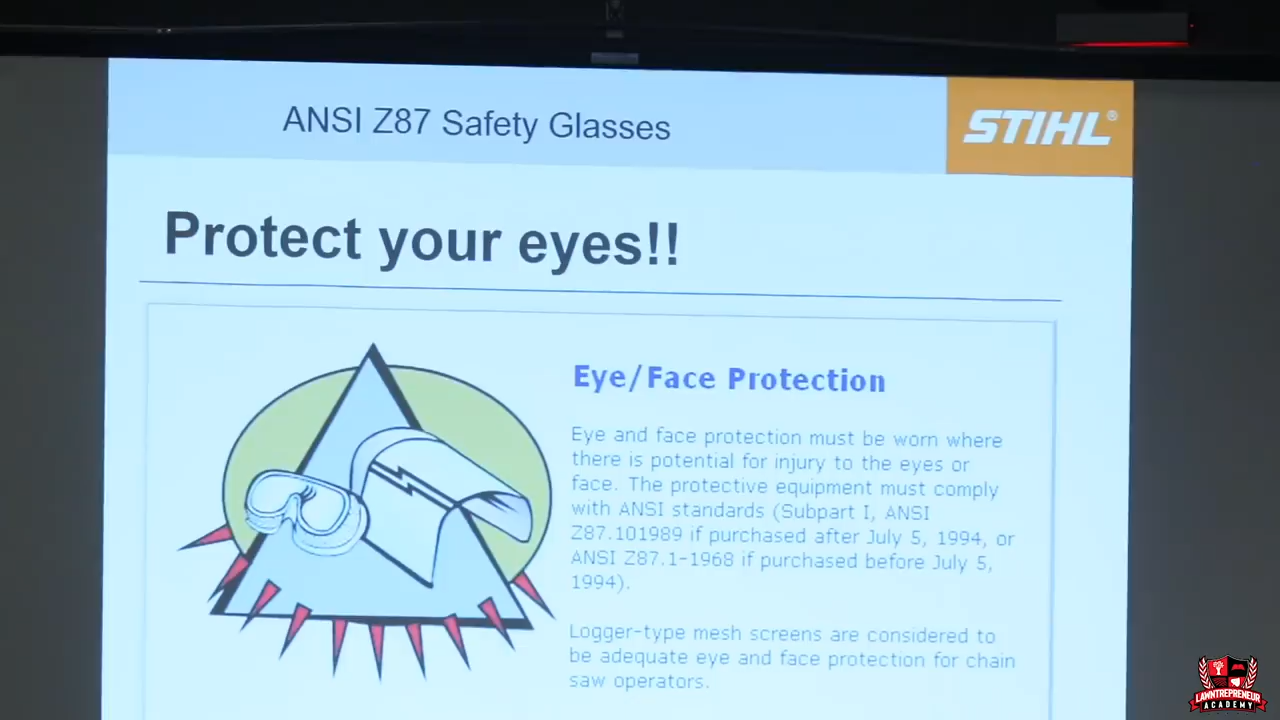 ANSI Z87 Safety Glasses
STIHL®
Protect your eyes!!
Eye/Face Protection
Eye and face protection must be worn where
there is potential for injury to the eyes or
face. The protective equipment must comply
with ANSI standards (Subpart I, ANSI
Z87.101989 if purchased after July 5, 1994, or
ANSI Z87.1-1968 if purchased before July 5,
1994).
Logger-type mesh screens are considered to
be adequate eye and face protection for chain
saw operators.
LAWNTREPRENEUR
ACADEMY